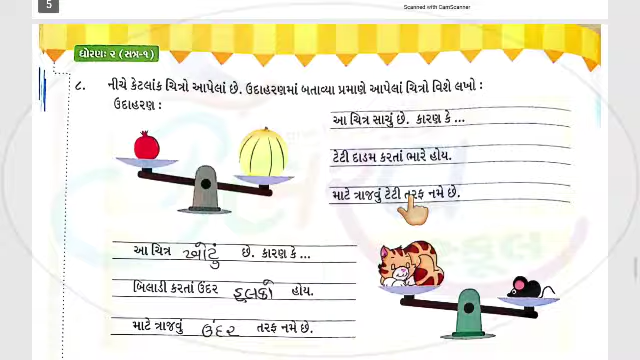 5
Scanned with CamScanner
ધોરણઃ ૨ (સત્ર-૧)
૮. નીચે કેટલાંક ચિત્રો આપેલાં છે. ઉદાહરણમાં બતાવ્યા પ્રમાણે આપેલાં ચિત્રો વિશે લખો :
ઉદાહરણ :
આ ચિત્ર સાચું છે. કારણ કે ...
ટેટી દાડમ કરતાં ભારે હોય.
માટે ત્રાજવું ટેટી તરફ નમે છે.
આ ચિત્ર ખોટું છે. કારણ કે ...
બિલાડી કરતાં ઉંદર હલકો હોય.
માટે ત્રાજવું ઉંદર તરફ નમે છે.